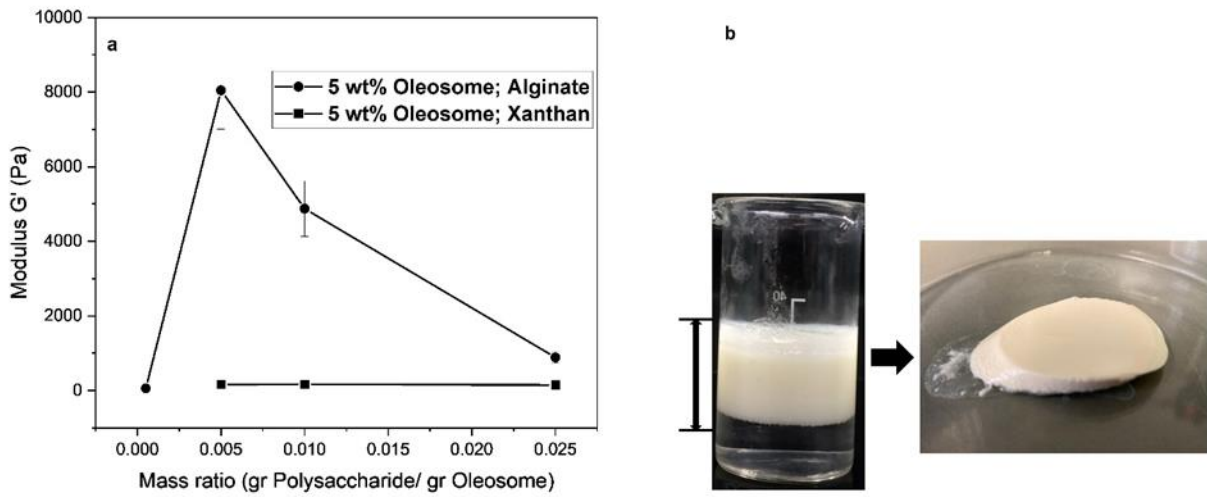 a
b
10000
8000
6000
4000
2000
0
Modulus G' (Pa)
5 wt% Oleosome; Alginate
5 wt% Oleosome; Xanthan
0.000 0.005 0.010 0.015 0.020 0.025
Mass ratio (gr Polysaccharide/ gr Oleosome)
40